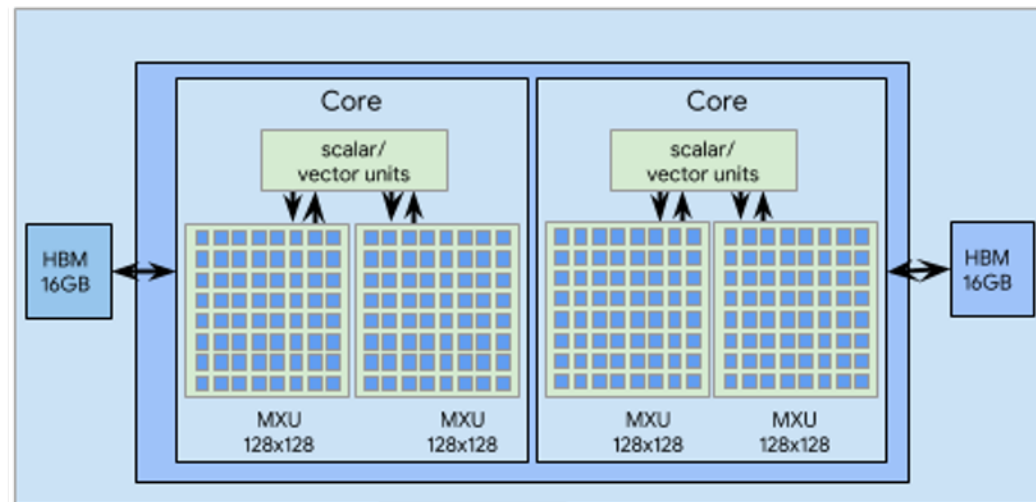 Core
Core
scalar/
vector units
scalar/
vector units
HBM
16GB
HBM
16GB
MXU
128x128
MXU
128x128
MXU
128x128
MXU
128x128